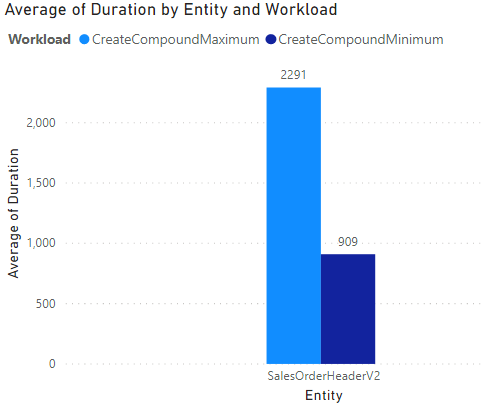 Average of Duration by Entity and Workload
Workload CreateCompoundMaximum CreateCompoundMinimum
2291
2,000
Average of Duration
1,500
1,000
909
500
0
SalesOrderHeaderV2
Entity